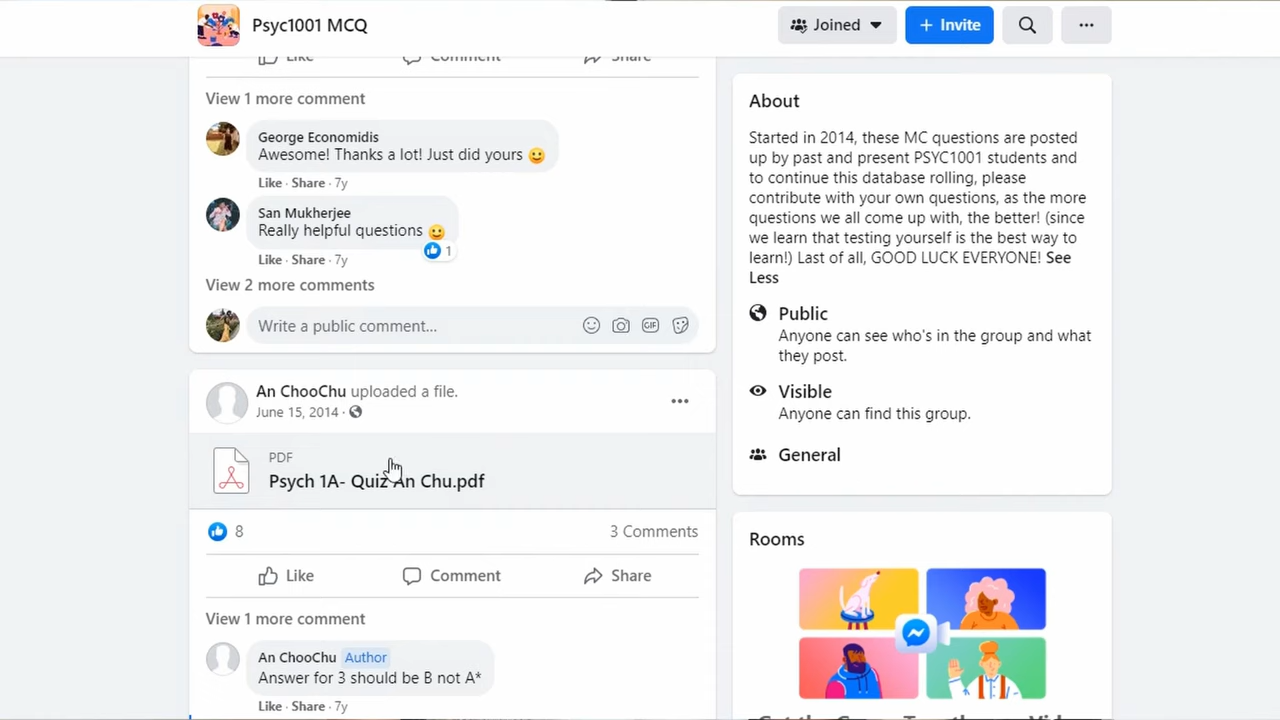 Psyc1001 MCQ
Joined
+ Invite
Like Comment Share
View 1 more comment
George Economidis
Awesome! Thanks a lot! Just did yours 🙂
Like · Share · 7y
San Mukherjee
Really helpful questions 🙂
1
Like · Share · 7y
View 2 more comments
Write a public comment...
GIF
An ChooChu uploaded a file.
June 15, 2014 ·
PDF
Psych 1A- Quiz An Chu.pdf
8
3 Comments
Like Comment Share
View 1 more comment
An ChooChu Author
Answer for 3 should be B not A*
Like · Share · 7y
About
Started in 2014, these MC questions are posted
up by past and present PSYC1001 students and
to continue this database rolling, please
contribute with your own questions, as the more
questions we all come up with, the better! (since
we learn that testing yourself is the best way to
learn!) Last of all, GOOD LUCK EVERYONE! See
Less
Public
Anyone can see who's in the group and what
they post.
Visible
Anyone can find this group.
General
Rooms